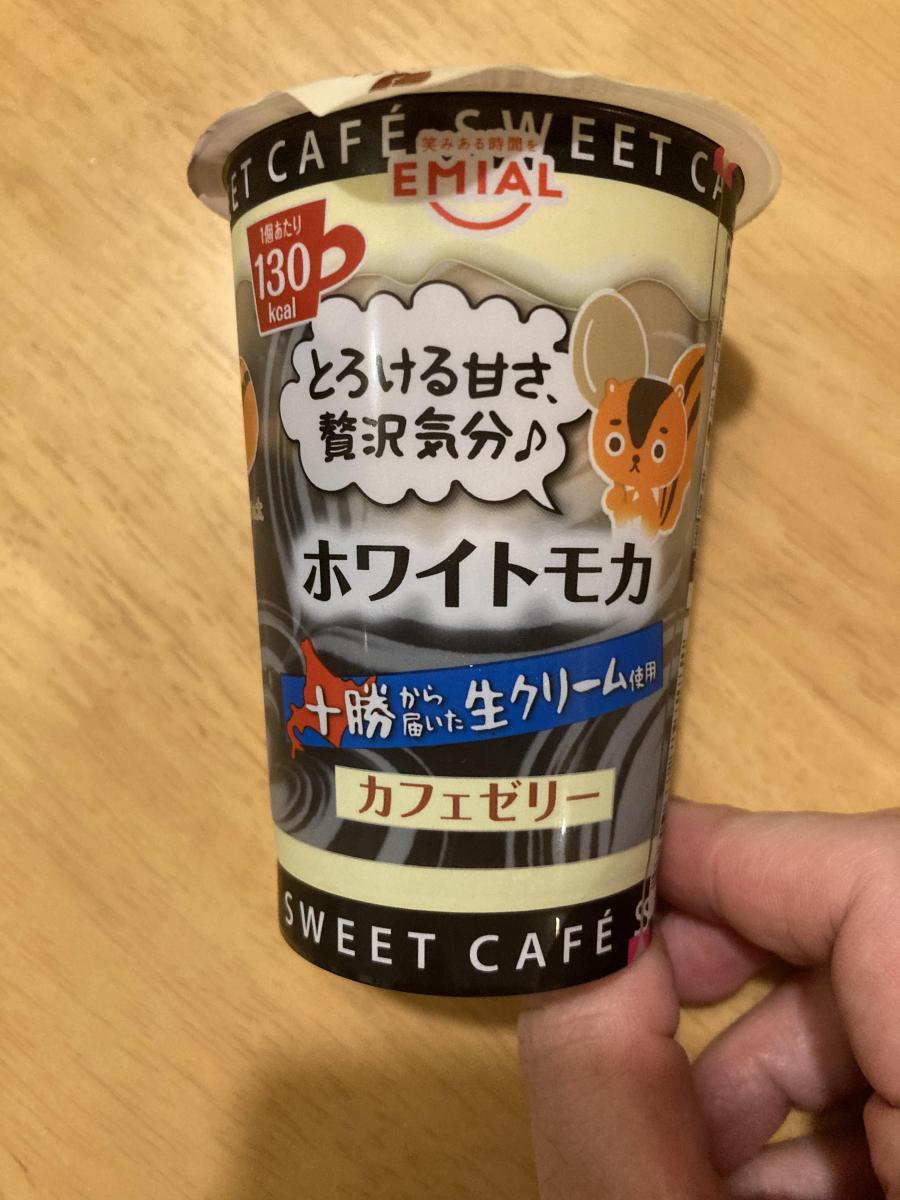 SWEET CAFÉ SWEET
笑みある時間を
EMIAL
1個あたり
130
kcal
とろける甘さ、
贅沢気分♪
ホワイトモカ
十勝から届いた生クリーム使用
カフェゼリー
SWEET CAFÉ